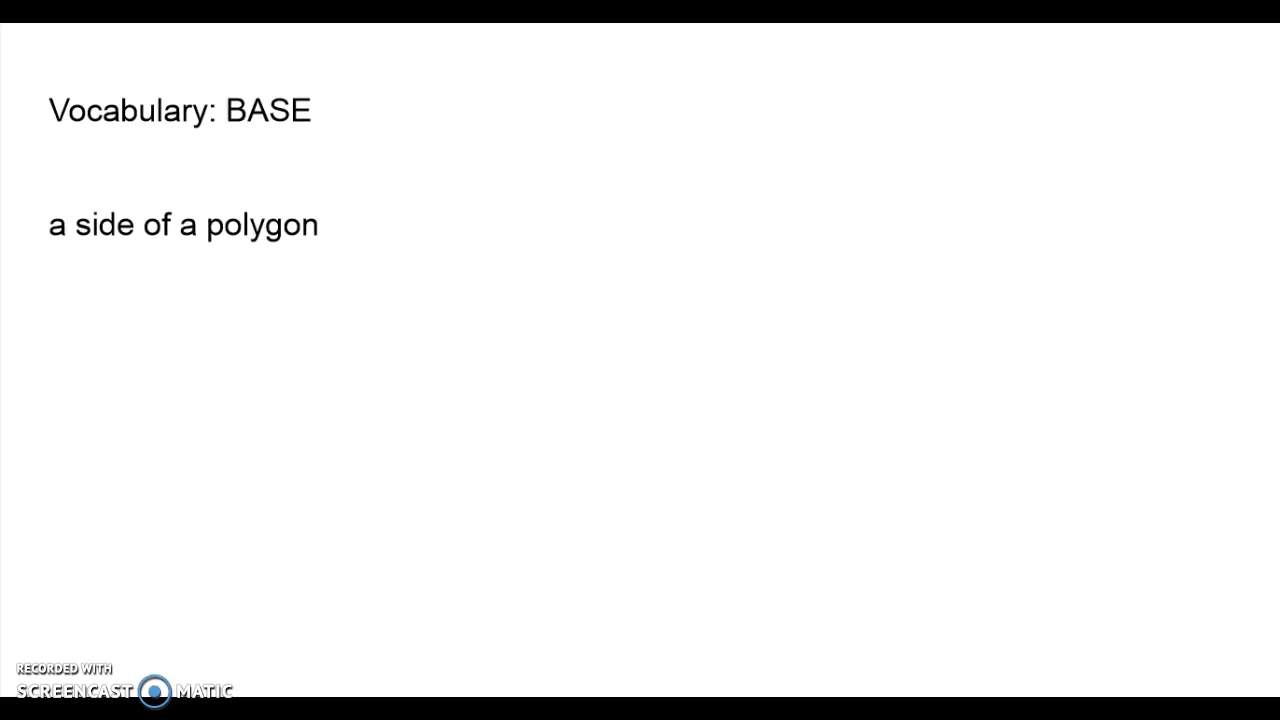 Vocabulary: BASE
a side of a polygon
RECORDED WITH
SCREENCAST MATIC